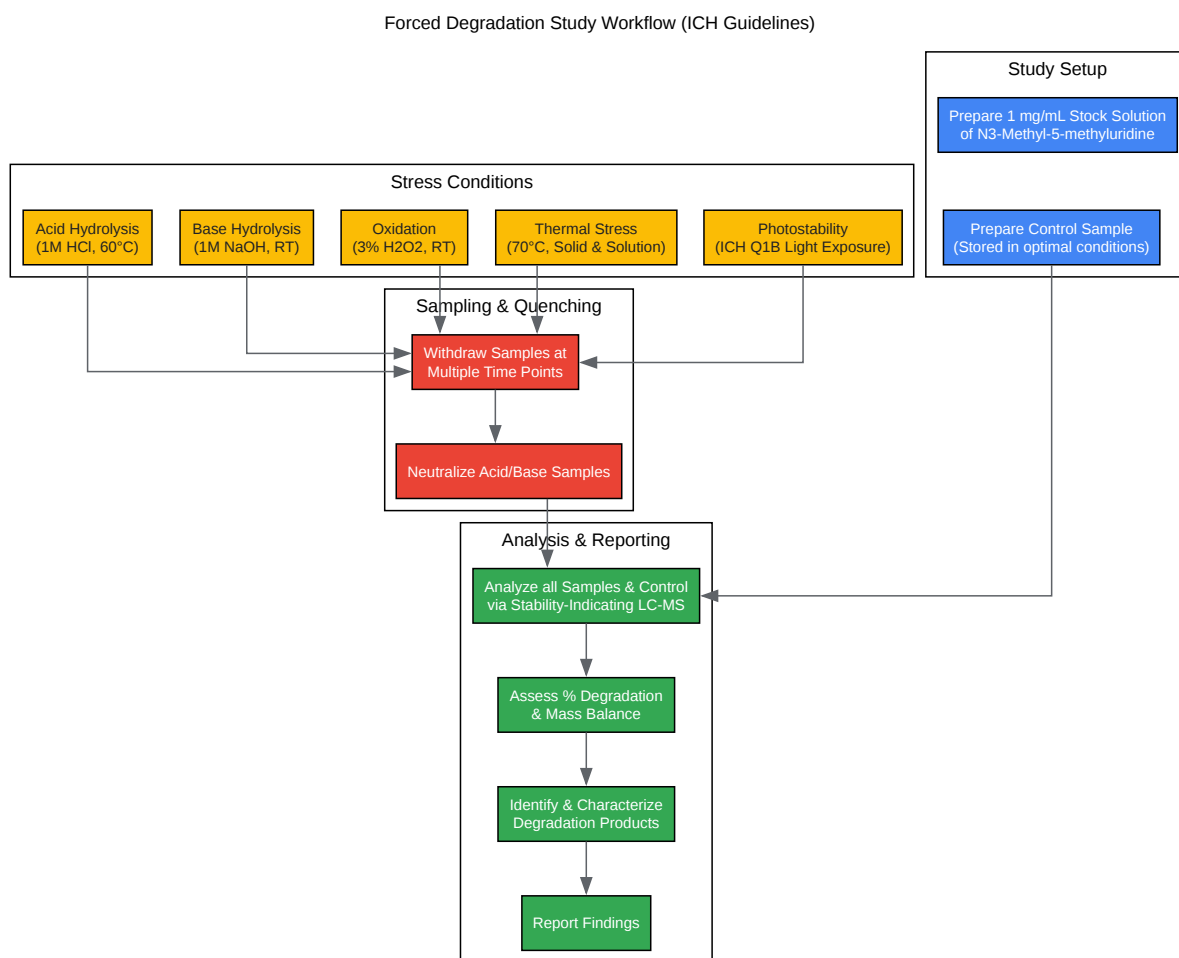 Forced Degradation Study Workflow (ICH Guidelines)
Study Setup
Prepare 1 mg/mL Stock Solution
of N3-Methyl-5-methyluridine
Prepare Control Sample
(Stored in optimal conditions)
Stress Conditions
Acid Hydrolysis
(1M HCl, 60°C)
Base Hydrolysis
(1M NaOH, RT)
Oxidation
(3% H2O2, RT)
Thermal Stress
(70°C, Solid & Solution)
Photostability
(ICH Q1B Light Exposure)
Sampling & Quenching
Withdraw Samples at
Multiple Time Points
Neutralize Acid/Base Samples
Analysis & Reporting
Analyze all Samples & Control
via Stability-Indicating LC-MS
Assess % Degradation
& Mass Balance
Identify & Characterize
Degradation Products
Report Findings